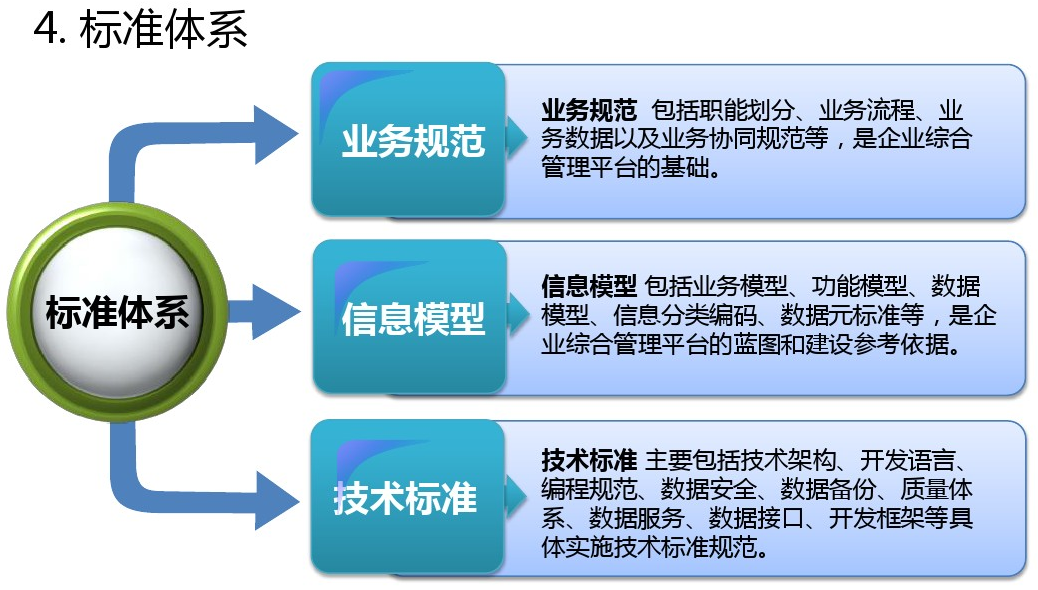 4. 标准体系
标准体系
业务规范
业务规范 包括职能划分、业务流程、业
务数据以及业务协同规范等，是企业综合
管理平台的基础。
信息模型
信息模型 包括业务模型、功能模型、数据
模型、信息分类编码、数据元标准等，是企
业综合管理平台的蓝图和建设参考依据。
技术标准
技术标准 主要包括技术架构、开发语言、
编程规范、数据安全、数据备份、质量体
系、数据服务、数据接口、开发框架等具
体实施技术标准规范。